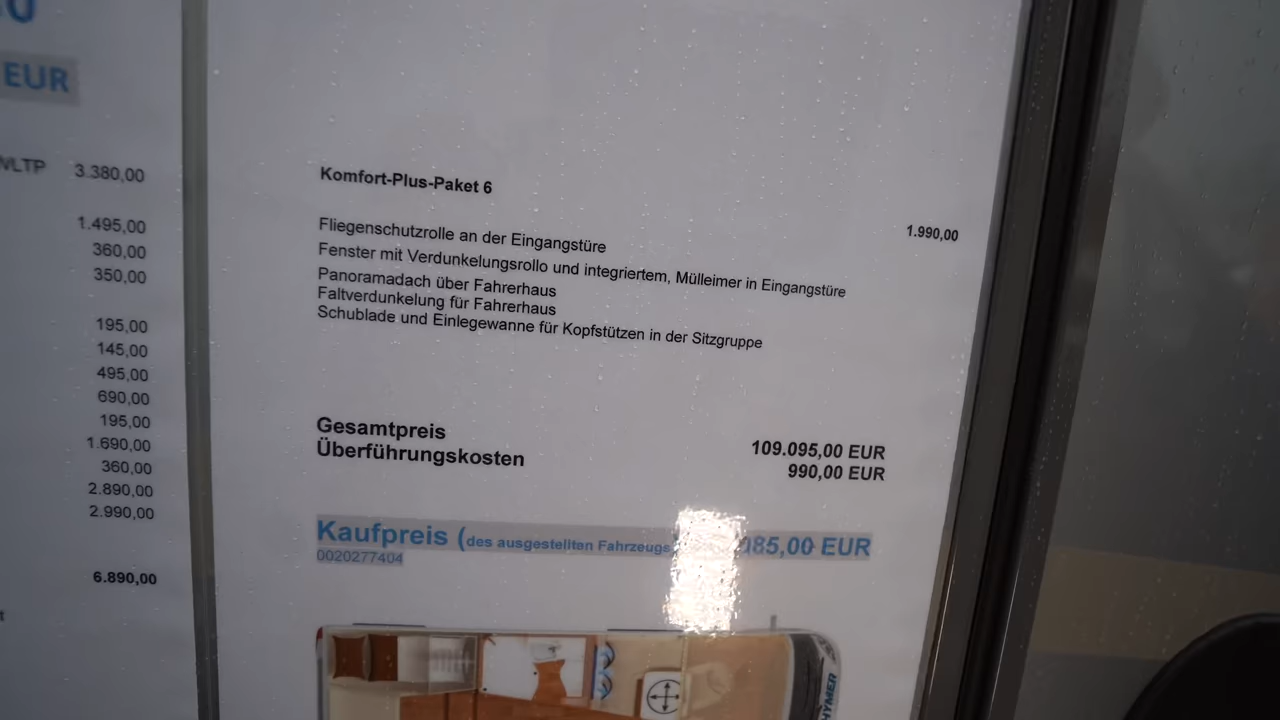 EUR
WLTP 3.380,00
1.495,00
360,00
350,00
195,00
145,00
495,00
690,00
195,00
1.690,00
360,00
2.890,00
2.990,00
6.890,00
Komfort-Plus-Paket 6
Fliegenschutzrolle an der Eingangstüre 1.990,00
Fenster mit Verdunkelungsrollo und integriertem, Mülleimer in Eingangstüre
Panoramadach über Fahrerhaus
Faltverdunkelung für Fahrerhaus
Schublade und Einlegewanne für Kopfstützen in der Sitzgruppe
Gesamtpreis 109.095,00 EUR
Überführungskosten 990,00 EUR
Kaufpreis (des ausgestellten Fahrzeugs 085,00 EUR
0020277404
HYMER